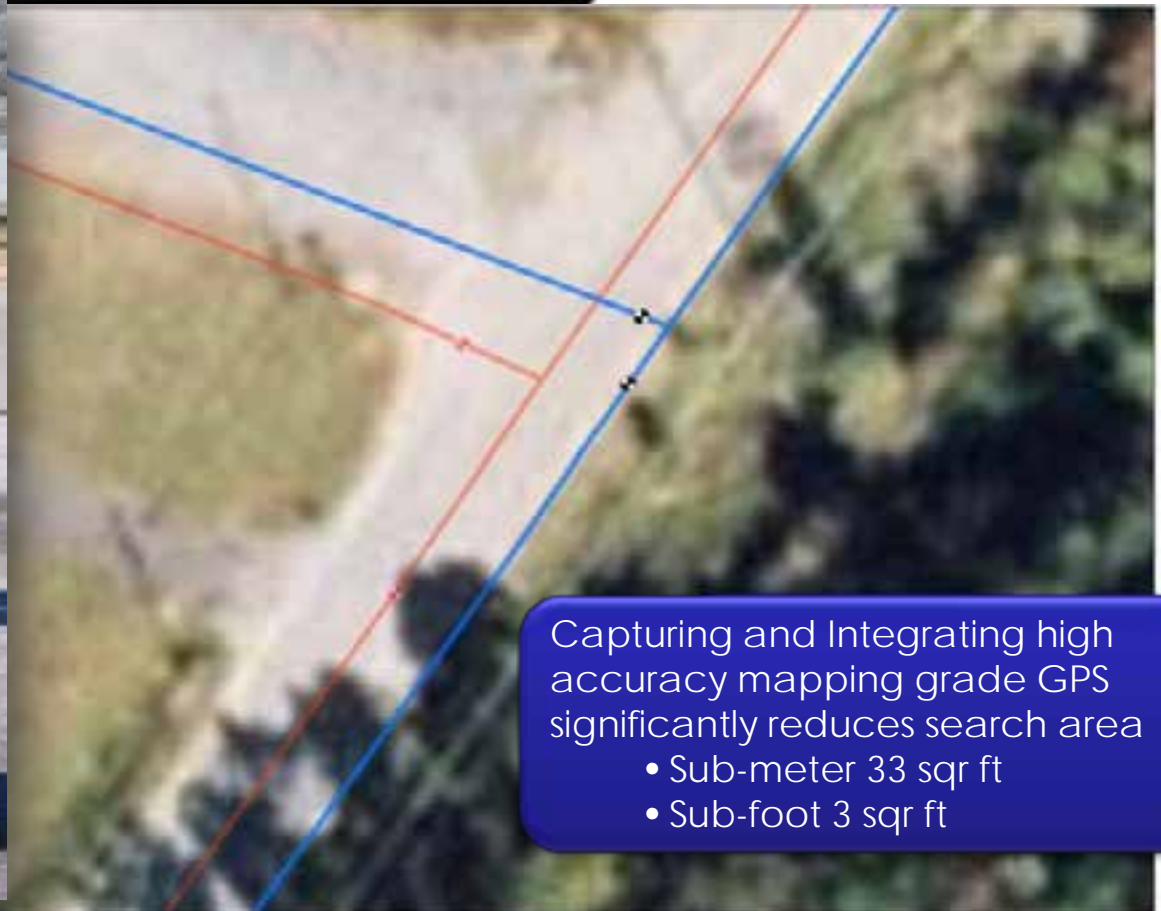 Capturing and Integrating high
accuracy mapping grade GPS
significantly reduces search area
• Sub-meter 33 sqr ft
• Sub-foot 3 sqr ft